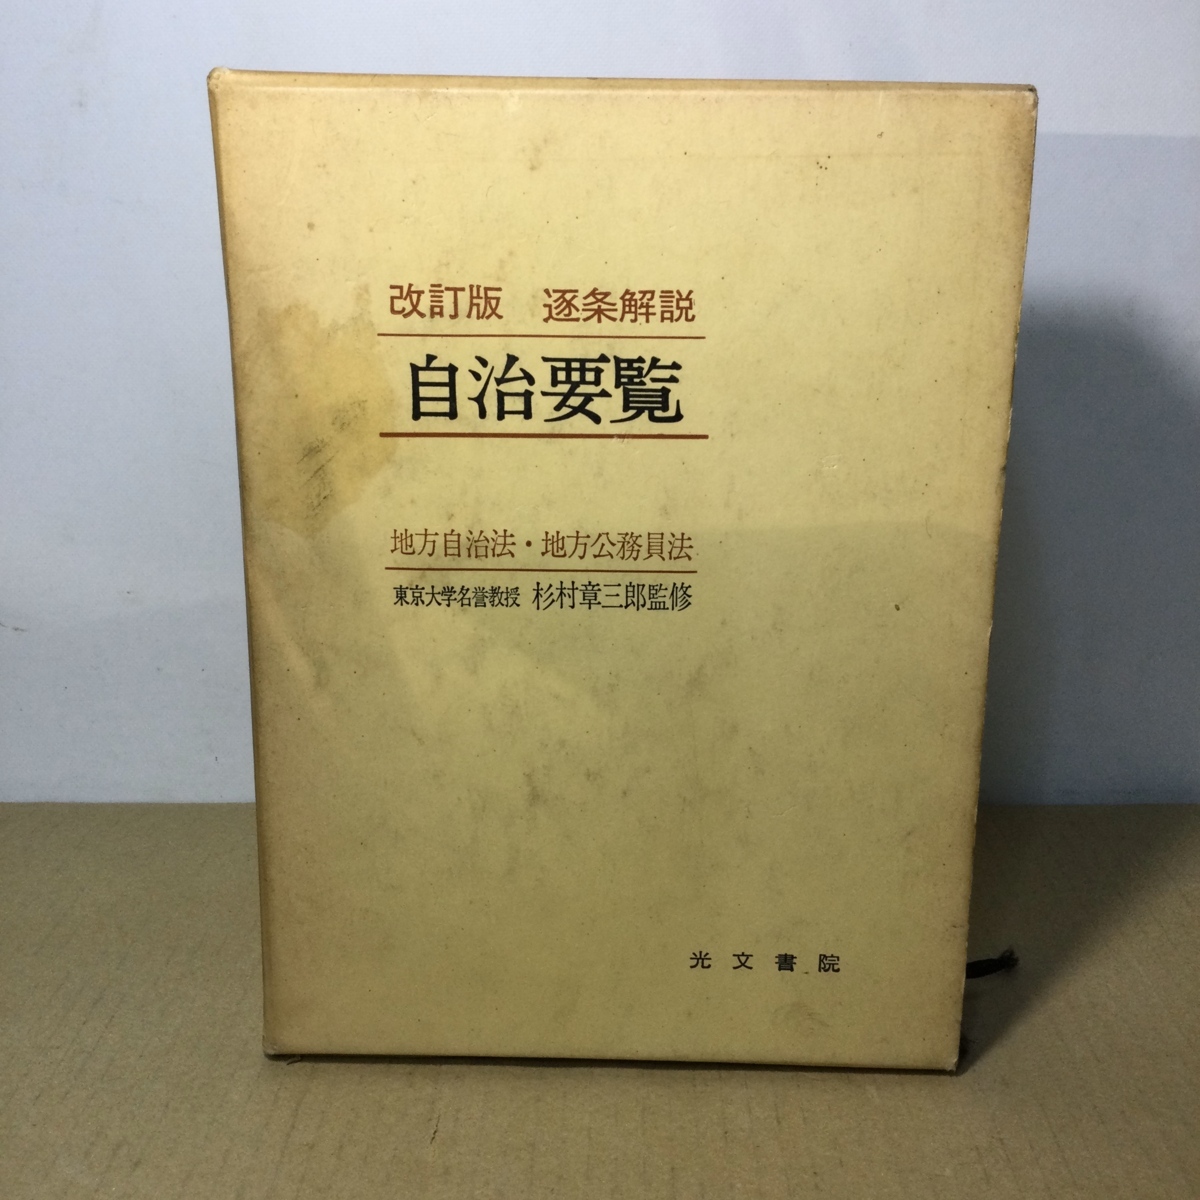 改訂版 逐条解説
自治要覧
地方自治法・地方公務員法
東京大学名誉教授 杉村章三郎監修
光文書院